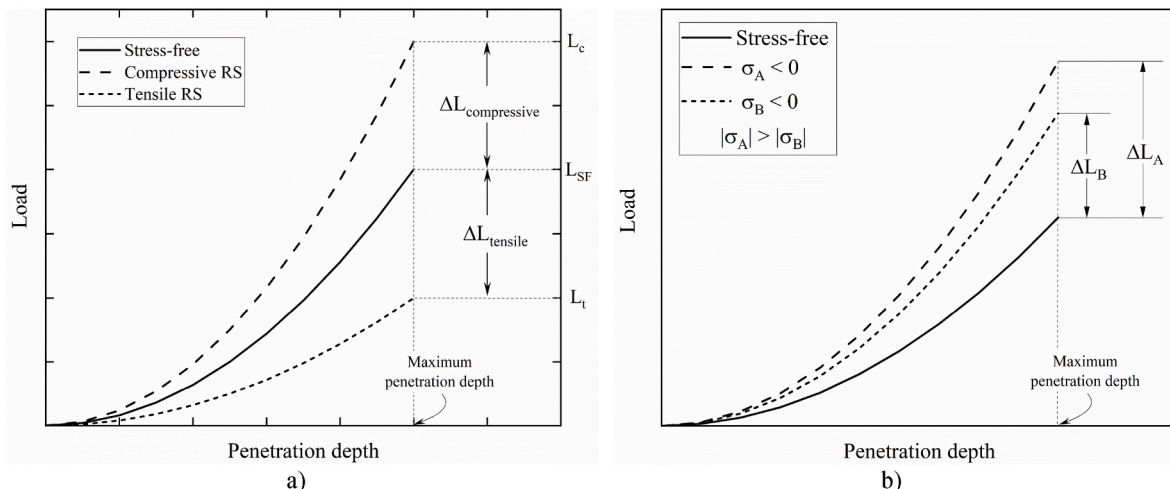 Stress-free
Compressive RS
Tensile RS
L_c
ΔL_compressive
L_SF
ΔL_tensile
L_t
Load
Maximum
penetration depth
Penetration depth
a)
Stress-free
σ_A < 0
σ_B < 0
|σ_A| > |σ_B|
ΔL_B
ΔL_A
Load
Maximum
penetration depth
Penetration depth
b)